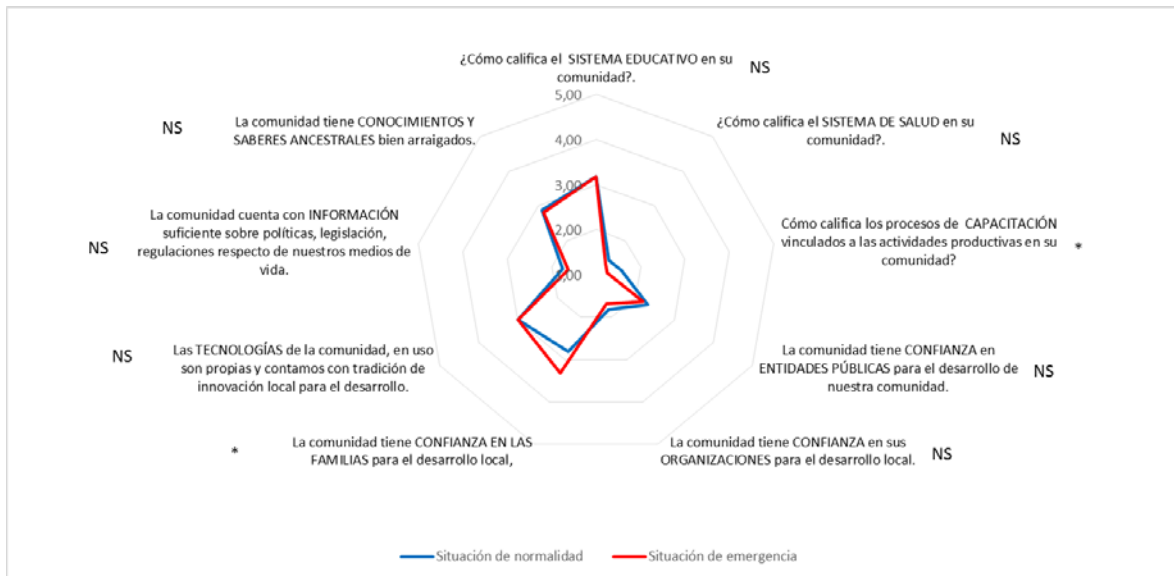 ¿Cómo califica el SISTEMA EDUCATIVO en su
comunidad?.
NS
5,00
4,00
3,00
2,00
1,00
¿Cómo califica el SISTEMA DE SALUD en su
comunidad?.
NS
Cómo califica los procesos de CAPACITACIÓN
vinculados a las actividades productivas en su
comunidad?
*
La comunidad tiene CONFIANZA en
ENTIDADES PÚBLICAS para el desarrollo de
nuestra comunidad.
NS
La comunidad tiene CONFIANZA en sus
ORGANIZACIONES para el desarrollo local.
NS
La comunidad tiene CONFIANZA EN LAS
FAMILIAS para el desarrollo local,
*
Las TECNOLOGÍAS de la comunidad, en uso
son propias y contamos con tradición de
innovación local para el desarrollo.
NS
La comunidad cuenta con INFORMACIÓN
suficiente sobre políticas, legislación,
regulaciones respecto de nuestros medios de
vida.
NS
La comunidad tiene CONOCIMIENTOS Y
SABERES ANCESTRALES bien arraigados.
NS
Situación de normalidad
Situación de emergencia